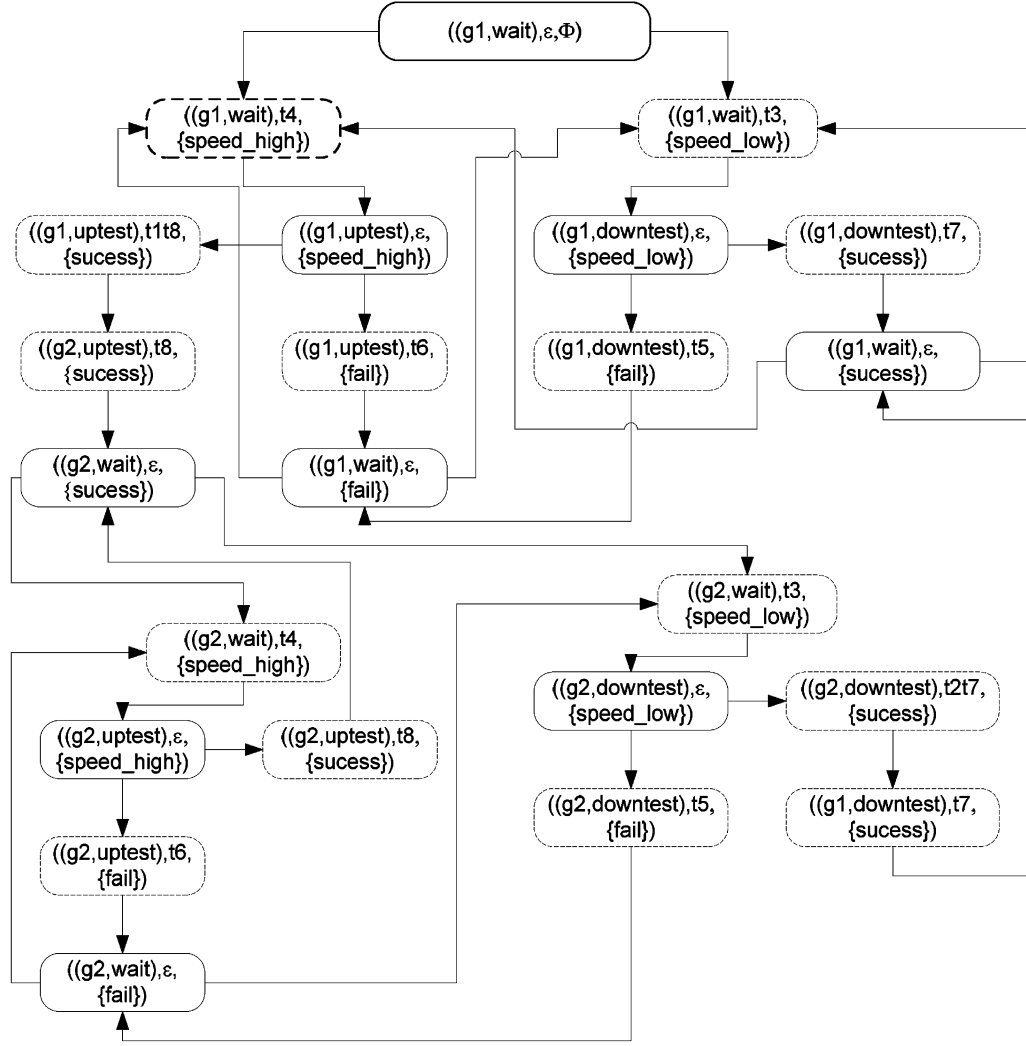 ((g1,wait),ε,Φ)
((g1,wait),t4,
{speed_high})
((g1,wait),t3,
{speed_low})
((g1,uptest),t1t8,
{sucess})
((g1,uptest),ε,
{speed_high})
((g1,downtest),ε,
{speed_low})
((g1,downtest),t7,
{sucess})
((g2,uptest),t8,
{sucess})
((g1,uptest),t6,
{fail})
((g1,downtest),t5,
{fail})
((g1,wait),ε,
{sucess})
((g2,wait),ε,
{sucess})
((g1,wait),ε,
{fail})
((g2,wait),t3,
{speed_low})
((g2,wait),t4,
{speed_high})
((g2,downtest),ε,
{speed_low})
((g2,downtest),t2t7,
{sucess})
((g2,uptest),ε,
{speed_high})
((g2,uptest),t8,
{sucess})
((g2,downtest),t5,
{fail})
((g1,downtest),t7,
{sucess})
((g2,uptest),t6,
{fail})
((g2,wait),ε,
{fail})